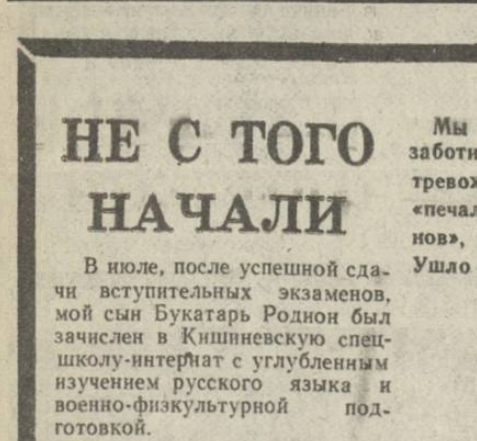 НЕ С ТОГО
НАЧАЛИ
В июле, после успешной сда-
чи вступительных экзаменов,
мой сын Букатарь Родион был
зачислен в Кишиневскую спец-
школу-интернат с углубленным
изучением русского языка и
военно-физкультурной под-
готовкой.
Мы
заботи
тревож
«печал
нов»,
Ушло